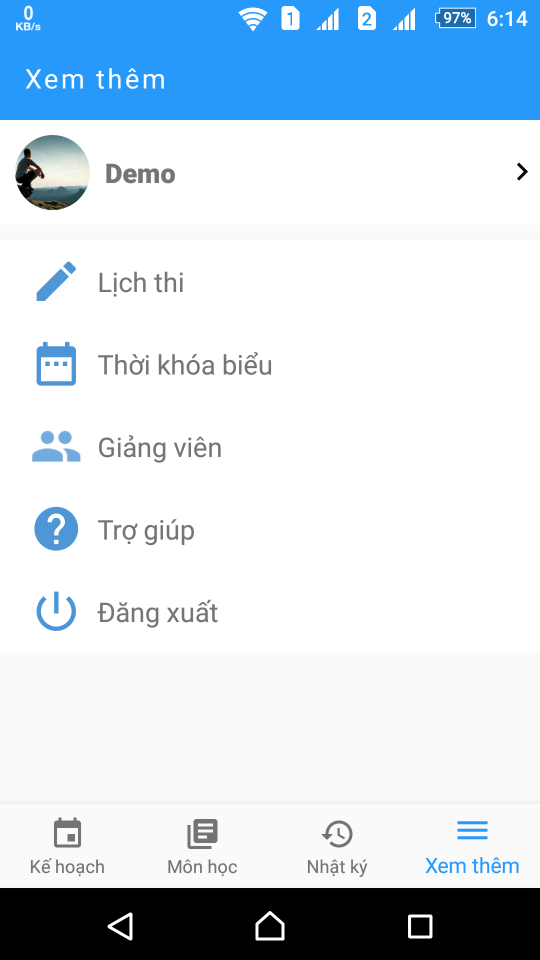 0
KB/s
1
2
97%
6:14
Xem thêm
Demo
Lịch thi
Thời khóa biểu
Giảng viên
Trợ giúp
Đăng xuất
Kế hoạch
Môn học
Nhật ký
Xem thêm